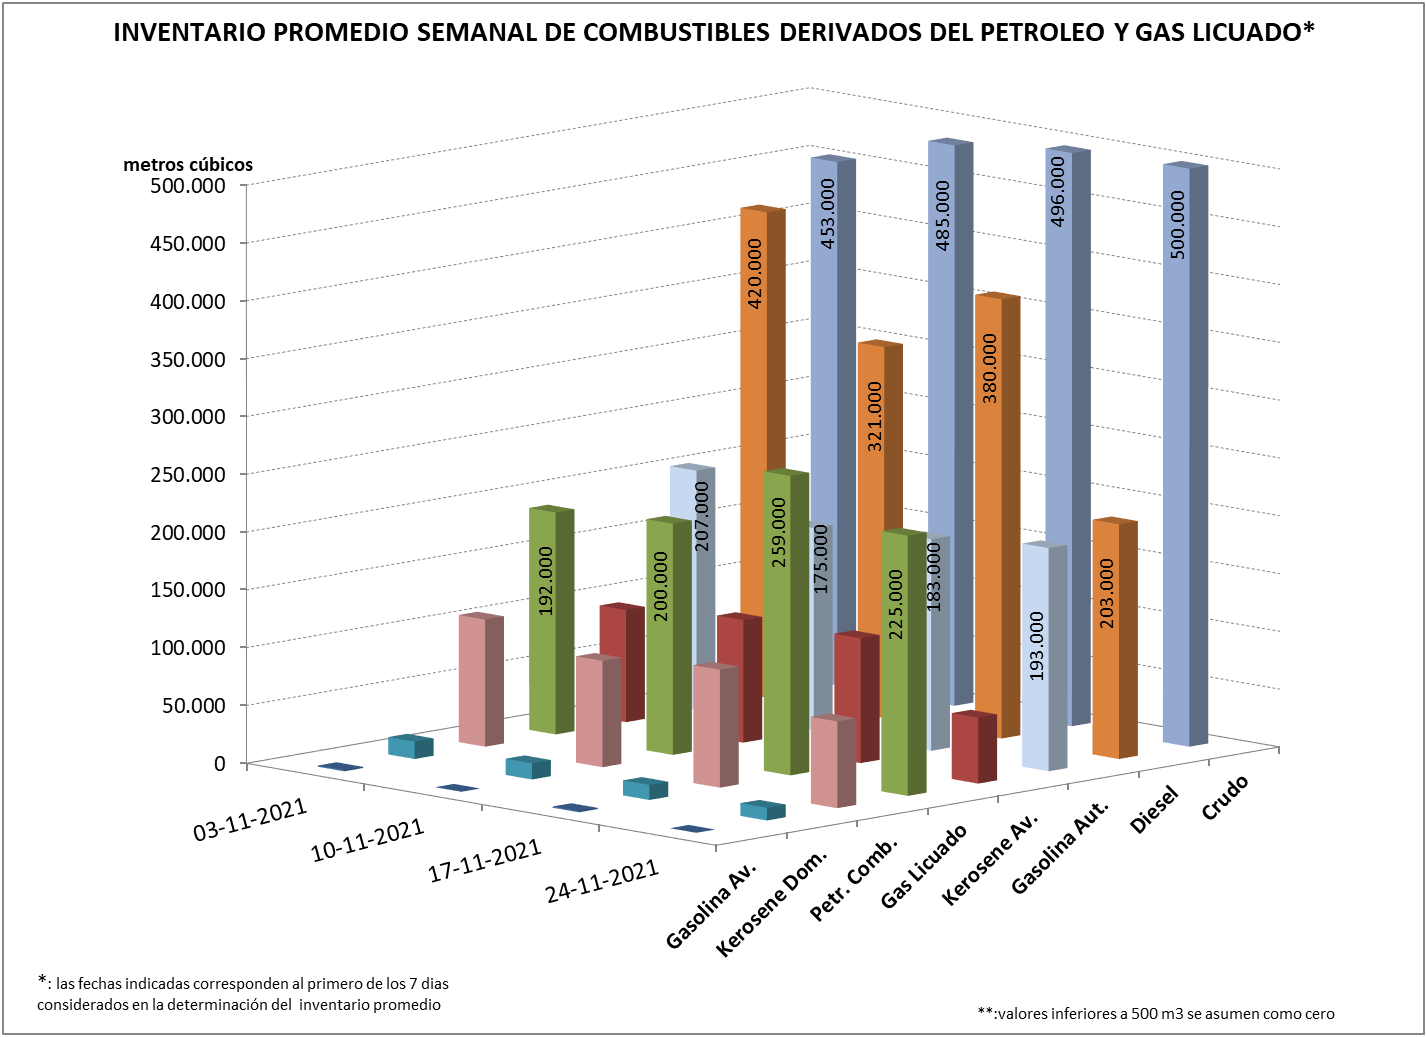 INVENTARIO PROMEDIO SEMANAL DE COMBUSTIBLES DERIVADOS DEL PETROLEO Y GAS LICUADO*
metros cúbicos
500.000
450.000
400.000
350.000
300.000
250.000
200.000
150.000
100.000
50.000
0
453.000
485.000
496.000
500.000
420.000
321.000
380.000
203.000
207.000
175.000
183.000
193.000
192.000
200.000
259.000
225.000
03-11-2021
10-11-2021
17-11-2021
24-11-2021
Gasolina Av.
Kerosene Dom.
Petr. Comb.
Gas Licuado
Kerosene Av.
Gasolina Aut.
Diesel
Crudo
*: las fechas indicadas corresponden al primero de los 7 dias
considerados en la determinación del inventario promedio
**:valores inferiores a 500 m3 se asumen como cero